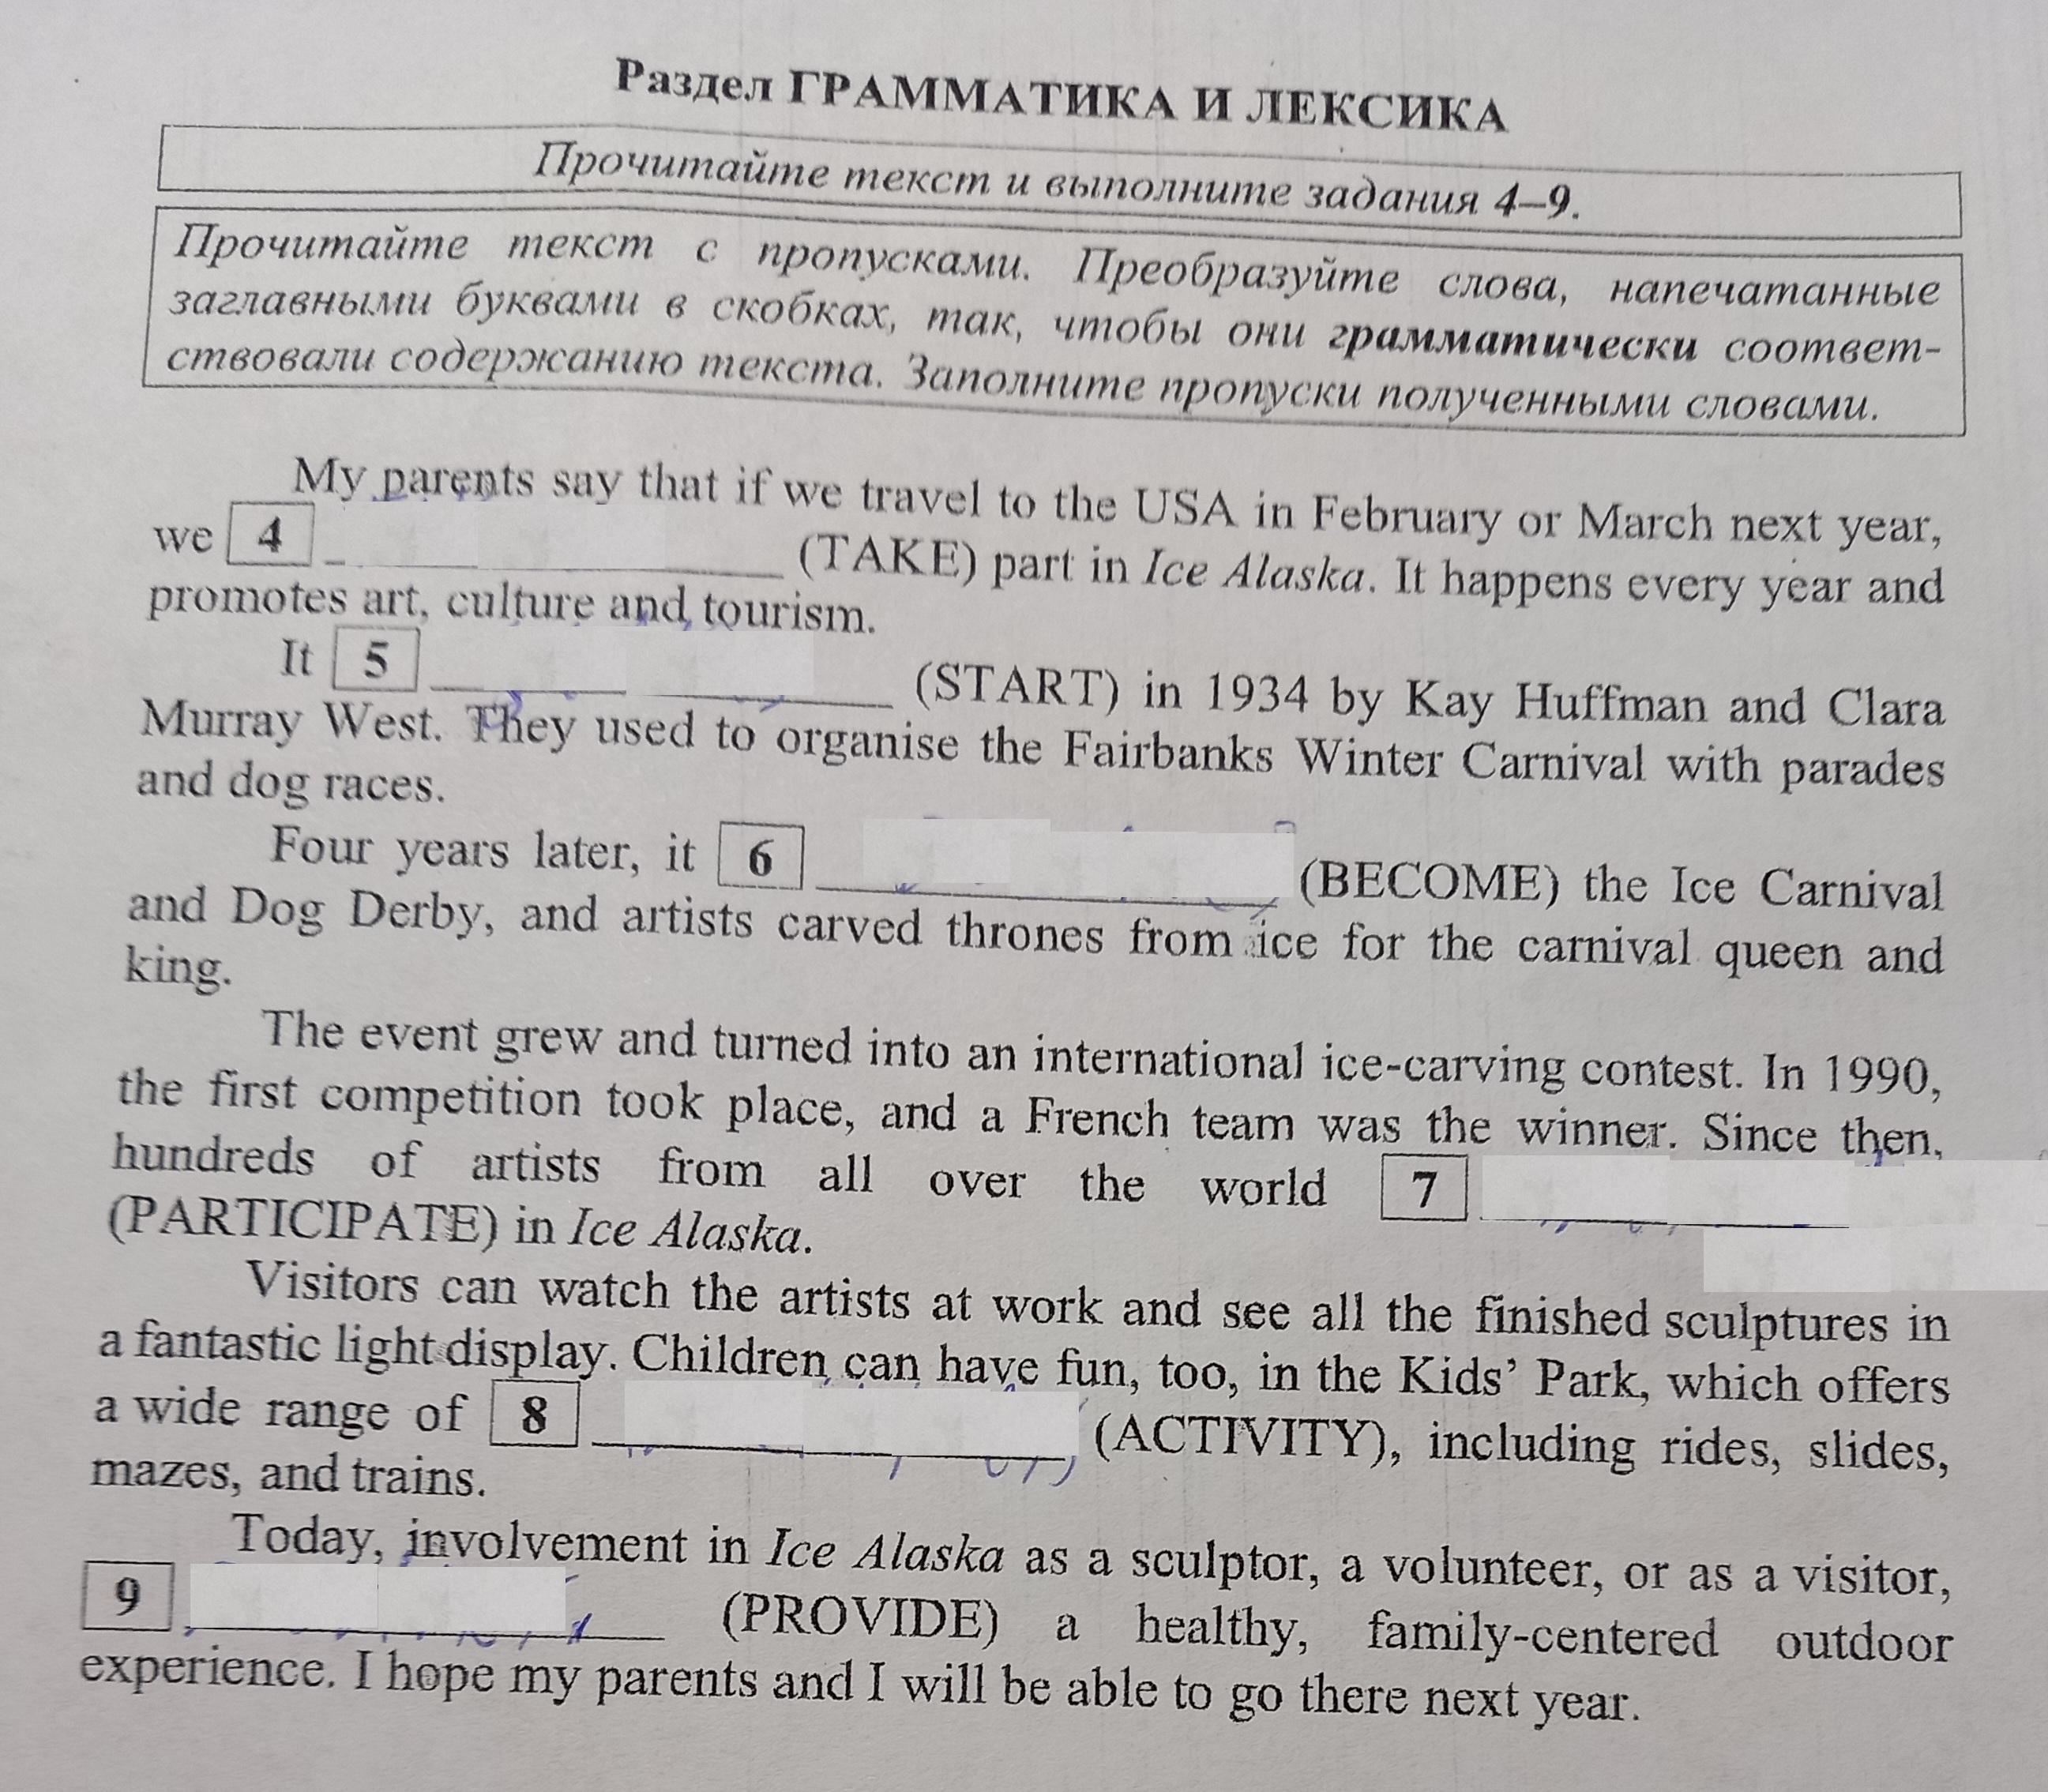 Раздел ГРАММАТИКА И ЛЕКСИКА
Прочитайте текст и выполните задания 4–9.
Прочитайте текст с пропусками. Преобразуйте слова, напечатанные
заглавными буквами в скобках, так, чтобы они грамматически соответ-
ствовали содержанию текста. Заполните пропуски полученными словами.
My parents say that if we travel to the USA in February or March next year,
we 4 (TAKE) part in Ice Alaska. It happens every year and
promotes art, culture and tourism.
It 5 (START) in 1934 by Kay Huffman and Clara
Murray West. They used to organise the Fairbanks Winter Carnival with parades
and dog races.
Four years later, it 6 (BECOME) the Ice Carnival
and Dog Derby, and artists carved thrones from ice for the carnival queen and
king.
The event grew and turned into an international ice-carving contest. In 1990,
the first competition took place, and a French team was the winner. Since then,
hundreds of artists from all over the world 7
(PARTICIPATE) in Ice Alaska.
Visitors can watch the artists at work and see all the finished sculptures in
a fantastic light display. Children can have fun, too, in the Kids’ Park, which offers
a wide range of 8 (ACTIVITY), including rides, slides,
mazes, and trains.
Today, involvement in Ice Alaska as a sculptor, a volunteer, or as a visitor,
9 (PROVIDE) a healthy, family-centered outdoor
experience. I hope my parents and I will be able to go there next year.